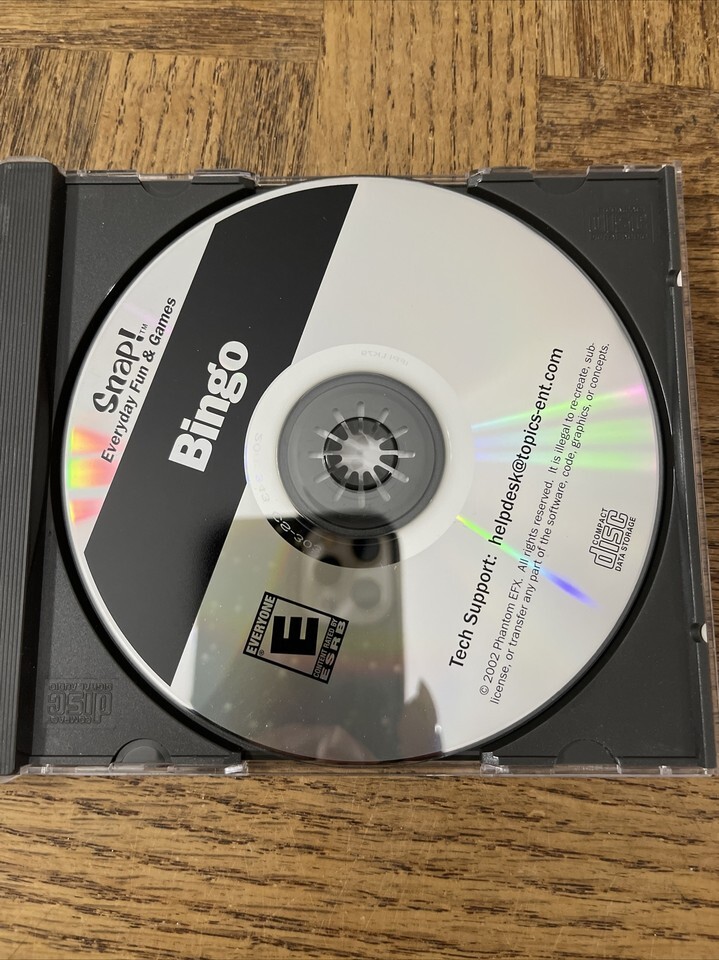 Snap!™
Everyday Fun & Games
Bingo
EVERYONE
E
®
CONTENT RATED BY
ESRB
Tech Support: helpdesk@topics-ent.com
© 2002 Phantom EFX. All rights reserved. It is illegal to re-create, sub-
license, or transfer any part of the software, code, graphics, or concepts.
COMPACT
disc
DATA STORAGE